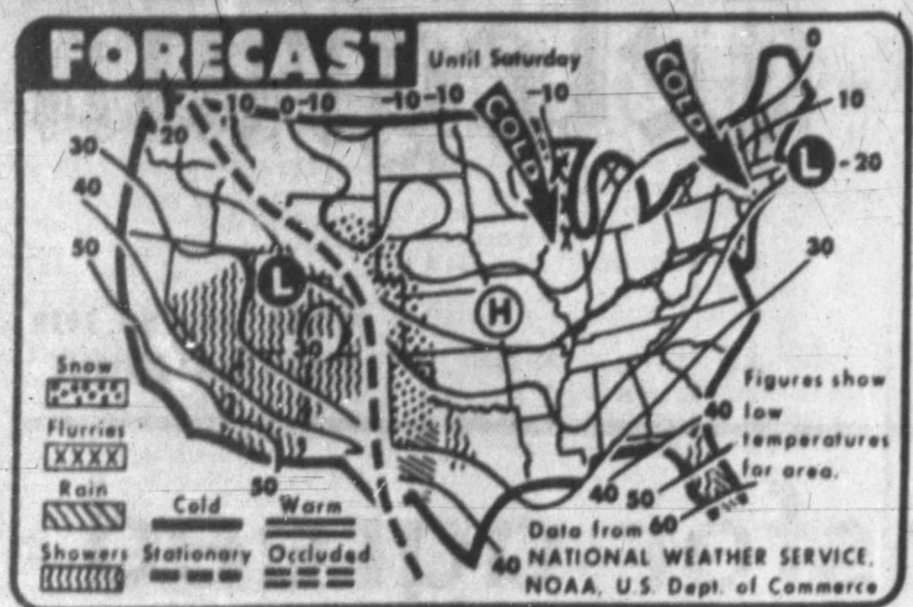 FORECAST
Until Saturday
0
10 0 -10 -10 -10 -10
COLD COLD
10
20
30
L -20
40
50
L
30
H
Snow
Figures show
40 low
Flurries
temperatures
for area.
Rain
50
40 50
Cold Warm
Data from 60
Showers Stationary Occluded
40 NATIONAL WEATHER SERVICE,
NOAA, U.S. Dept. of Commerce